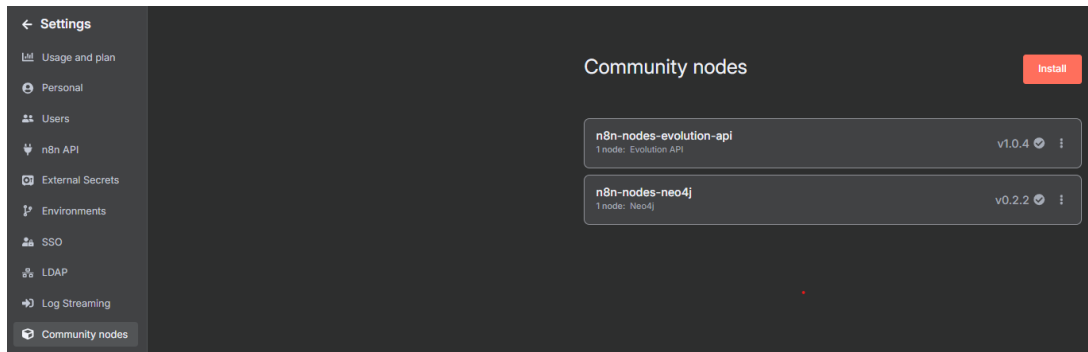 Settings
Usage and plan
Personal
Users
n8n API
External Secrets
Environments
SSO
LDAP
Log Streaming
Community nodes
Community nodes
Install
n8n-nodes-evolution-api
1 node: Evolution API
v1.0.4
n8n-nodes-neo4j
1 node: Neo4j
v0.2.2